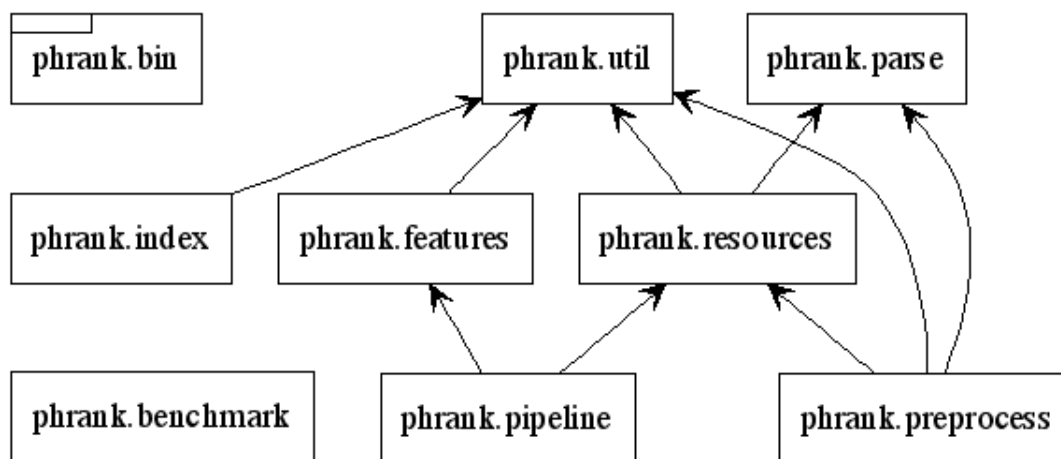 phrank.bin
phrank.util
phrank.parse
phrank.index
phrank.features
phrank.resources
phrank.benchmark
phrank.pipeline
phrank.preprocess